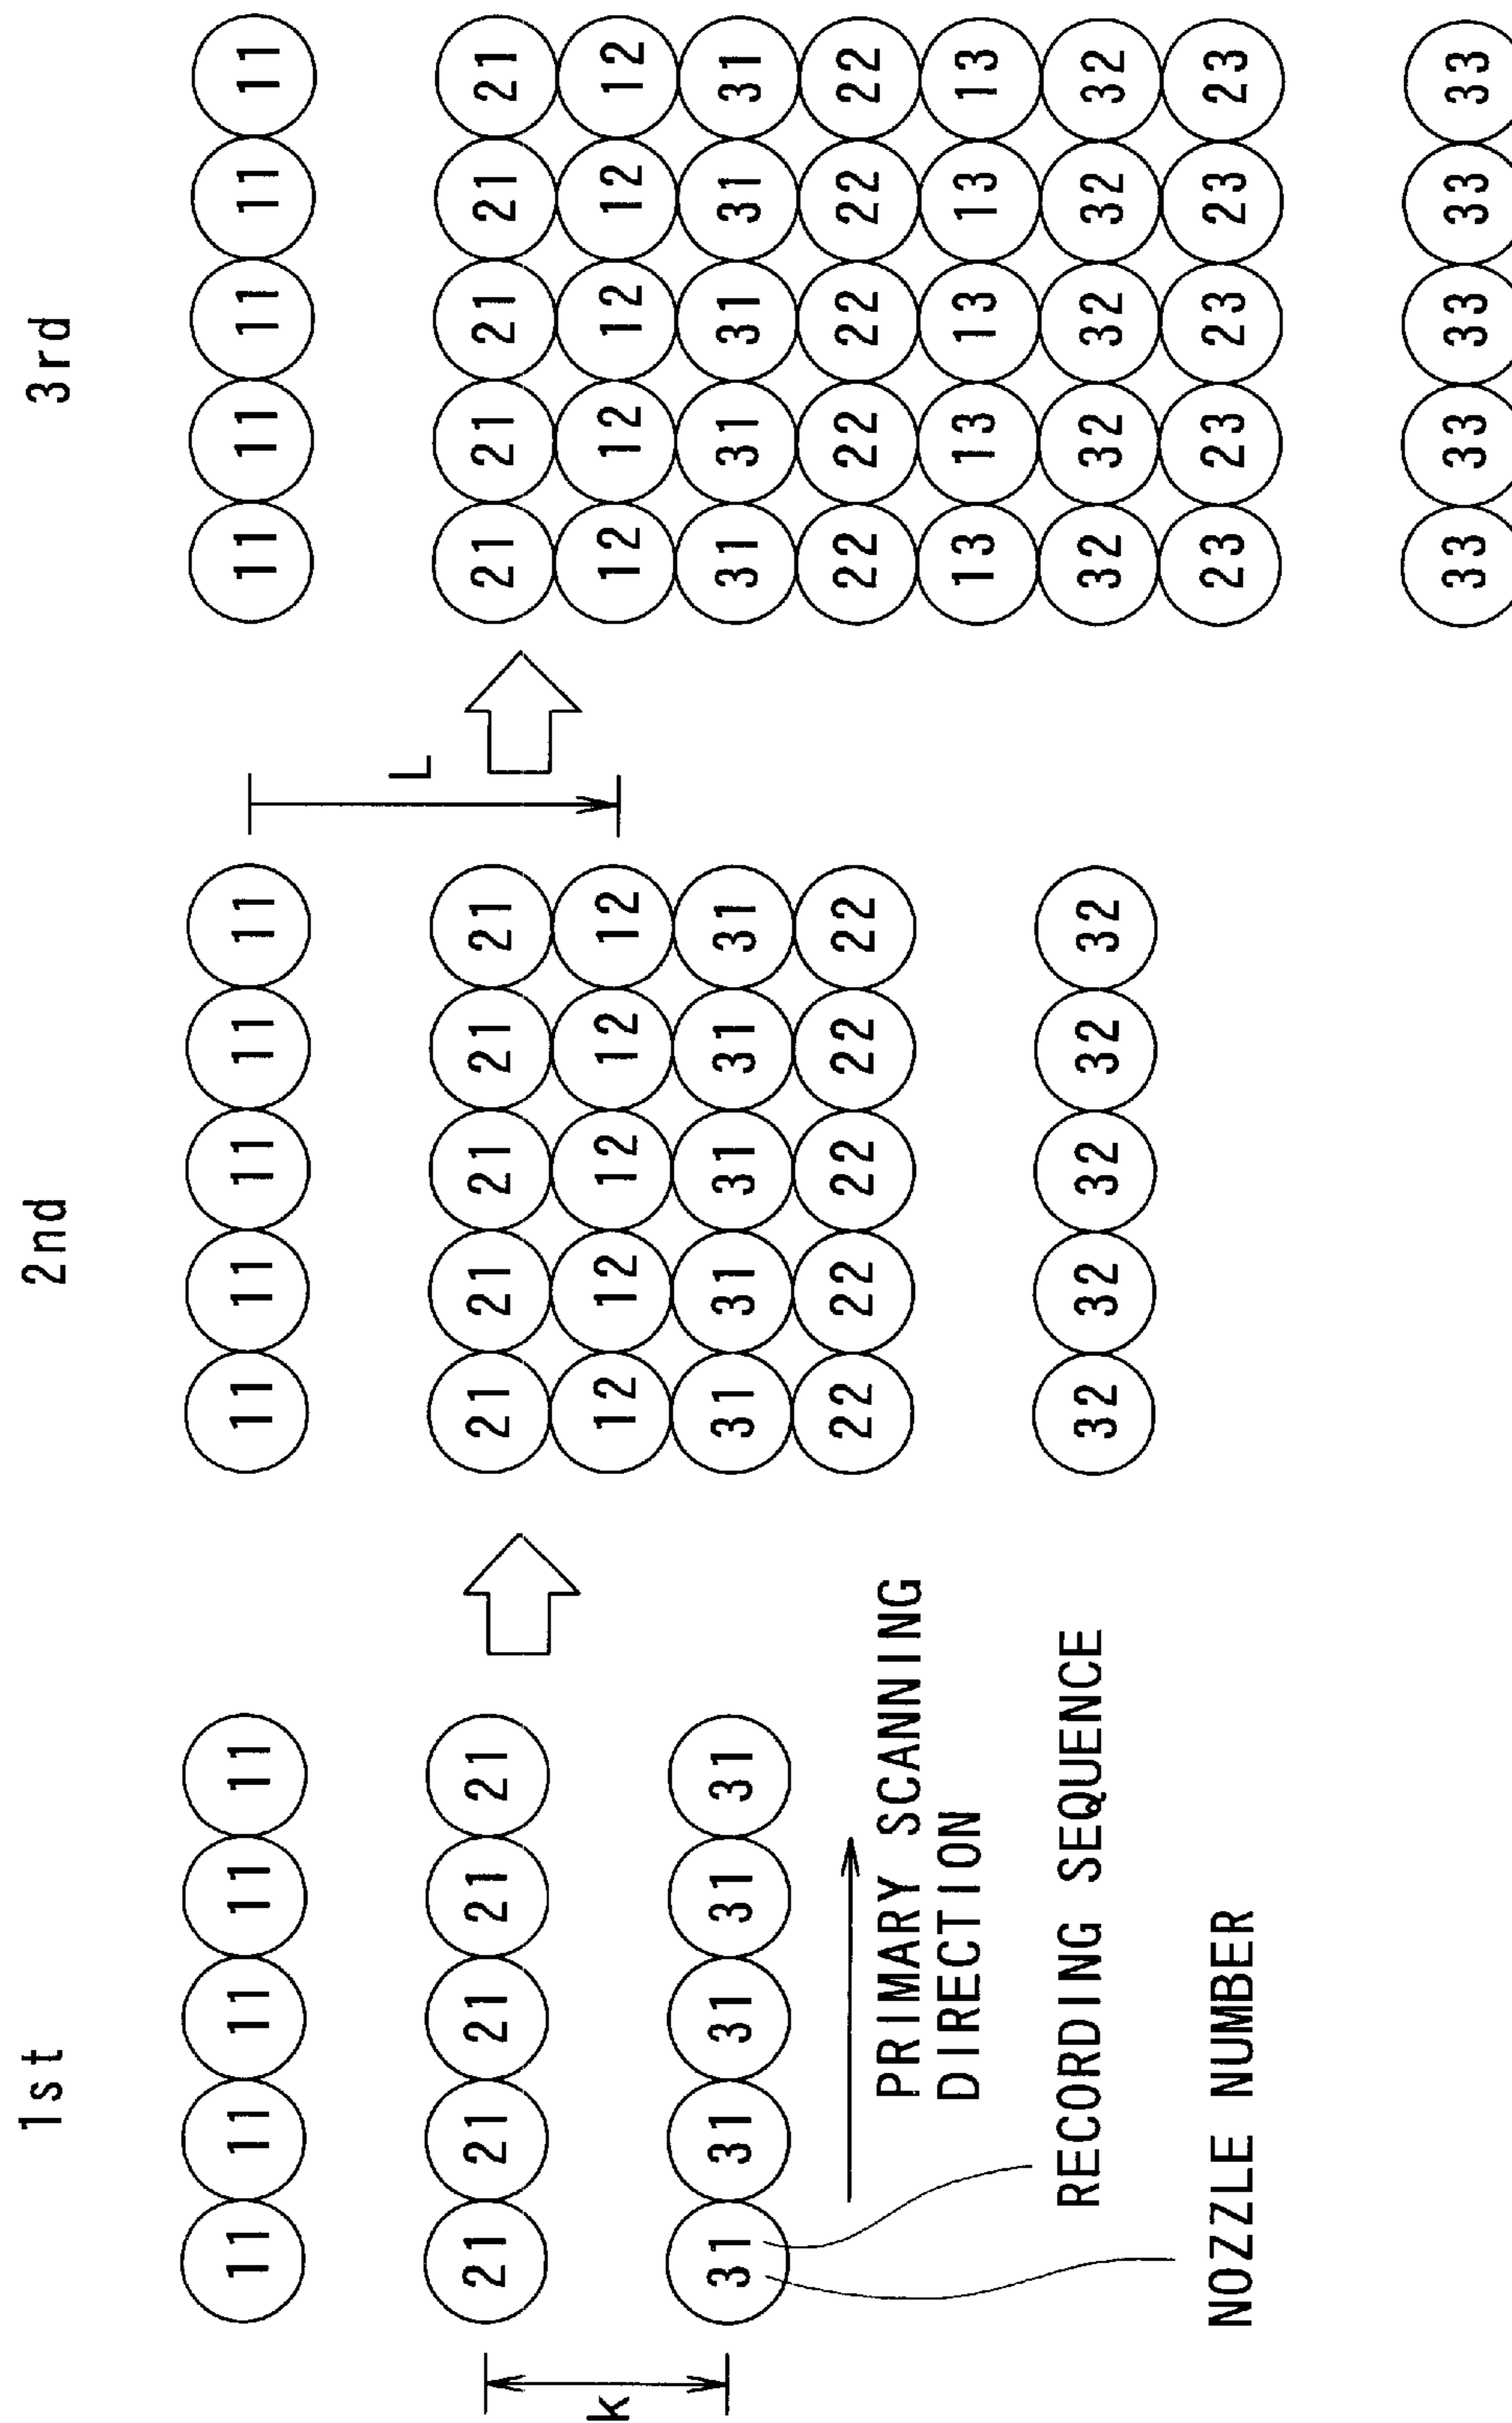 1st 2nd 3rd
11 11 11 11 11 11 11 11 11 11 11 11 11 11 11
L
21 21 21 21 21 21 21 21 21 21 21 21 21 21 21
k
12 12 12 12 12 12 12 12 12 12
31 31 31 31 31 31 31 31 31 31 31 31 31 31 31
22 22 22 22 22 22 22 22 22 22
PRIMARY SCANNING
DIRECTION
13 13 13 13 13
RECORDING SEQUENCE
32 32 32 32 32 32 32 32 32 32
NOZZLE NUMBER
23 23 23 23 23
33 33 33 33 33